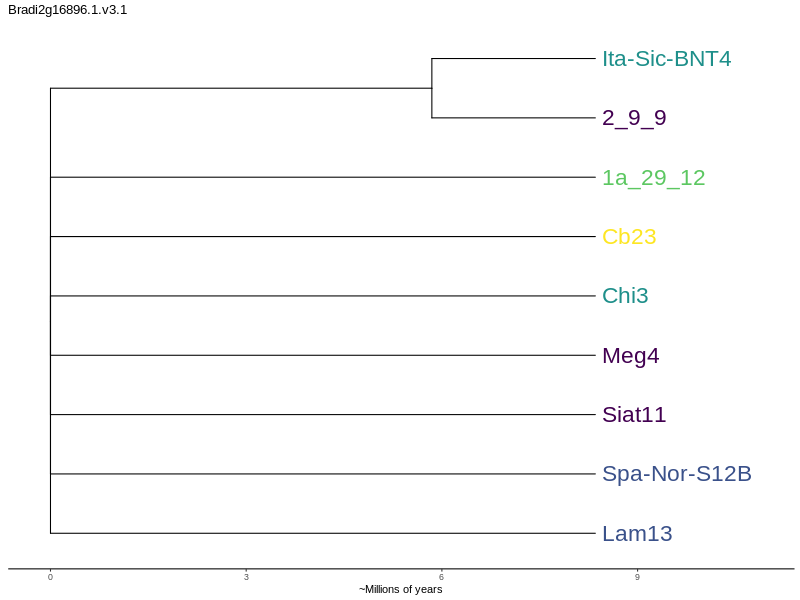 Bradi2g16896.1.v3.1
Ita-Sic-BNT4
2_9_9
1a_29_12
Cb23
Chi3
Meg4
Siat11
Spa-Nor-S12B
Lam13
0 3 6 9
~Millions of years